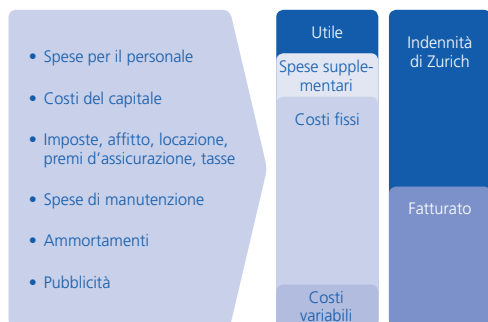 • Spese per il personale
• Costi del capitale
• Imposte, affitto, locazione,
premi d'assicurazione, tasse
• Spese di manutenzione
• Ammortamenti
• Pubblicità
Utile
Spese supple-
mentari
Costi fissi
Costi
variabili
Indennità
di Zurich
Fatturato